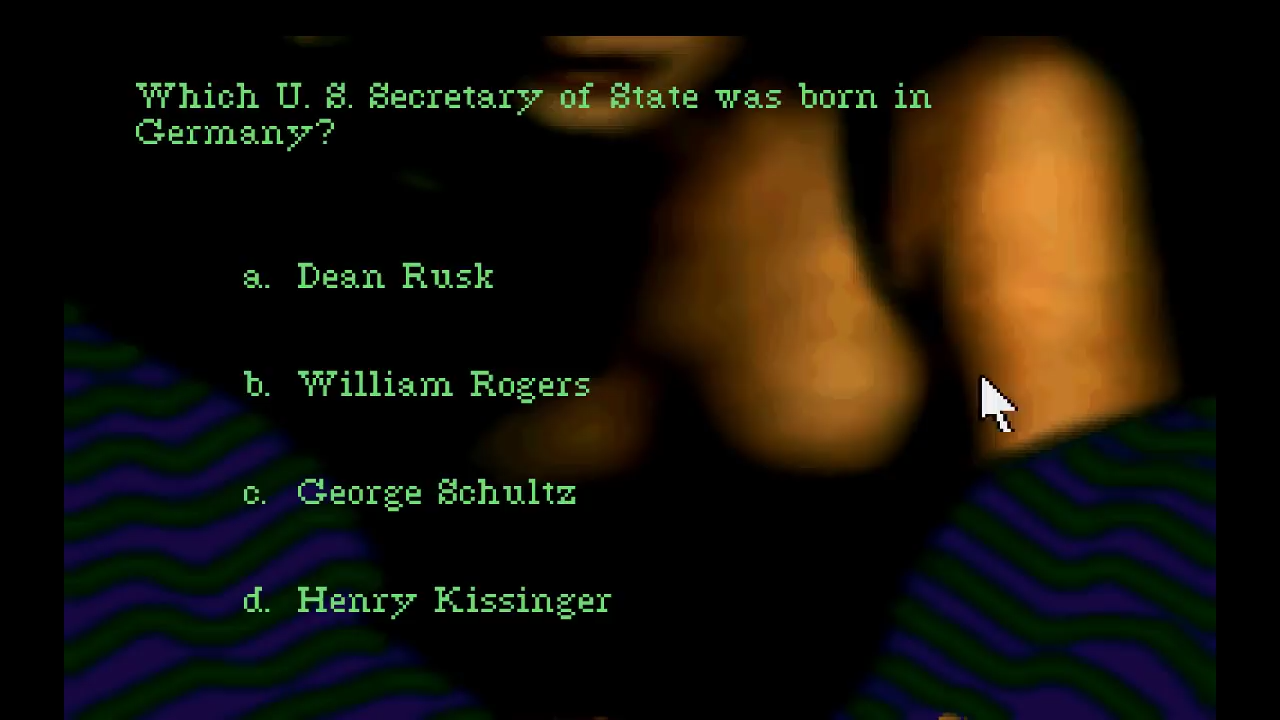 Which U. S. Secretary of State was born in
Germany?
a. Dean Rusk
b. William Rogers
c. George Schultz
d. Henry Kissinger